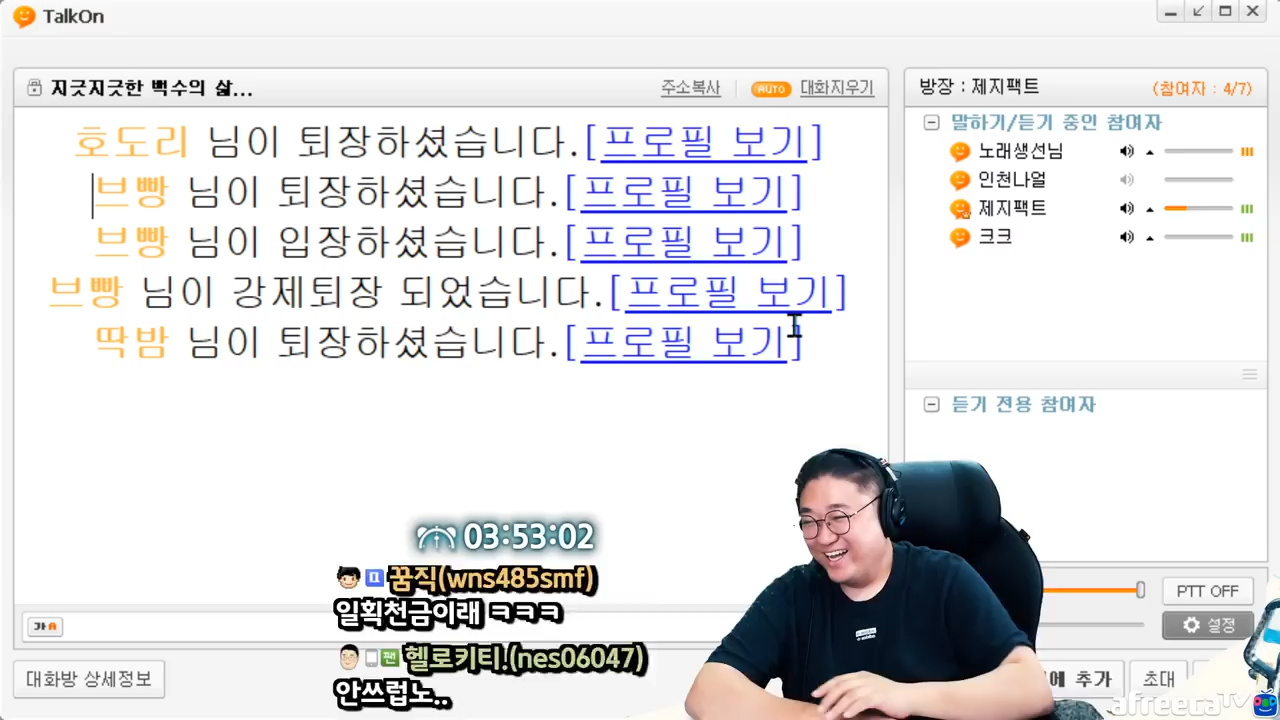 TalkOn
지긋지긋한 백수의 삶...
주소복사
AUTO 대화지우기
호도리 님이 퇴장하셨습니다.[프로필 보기]
브빵 님이 퇴장하셨습니다.[프로필 보기]
브빵 님이 입장하셨습니다.[프로필 보기]
브빵 님이 강제퇴장 되었습니다.[프로필 보기]
딱밤 님이 퇴장하셨습니다.[프로필 보기]
방장 : 제지팩트
(참여자 : 4/7)
말하기/듣기 중인 참여자
노래생선님
인천나얼
제지팩트
크크
듣기 전용 참여자
03:53:02
꿈직(wns485smf)
일획천금이래 ㅋㅋㅋ
팬 헬로키티.(nes06047)
안쓰럽노..
가A
대화방 상세정보
PTT OFF
설정
에 추가
초대
afreecaTV